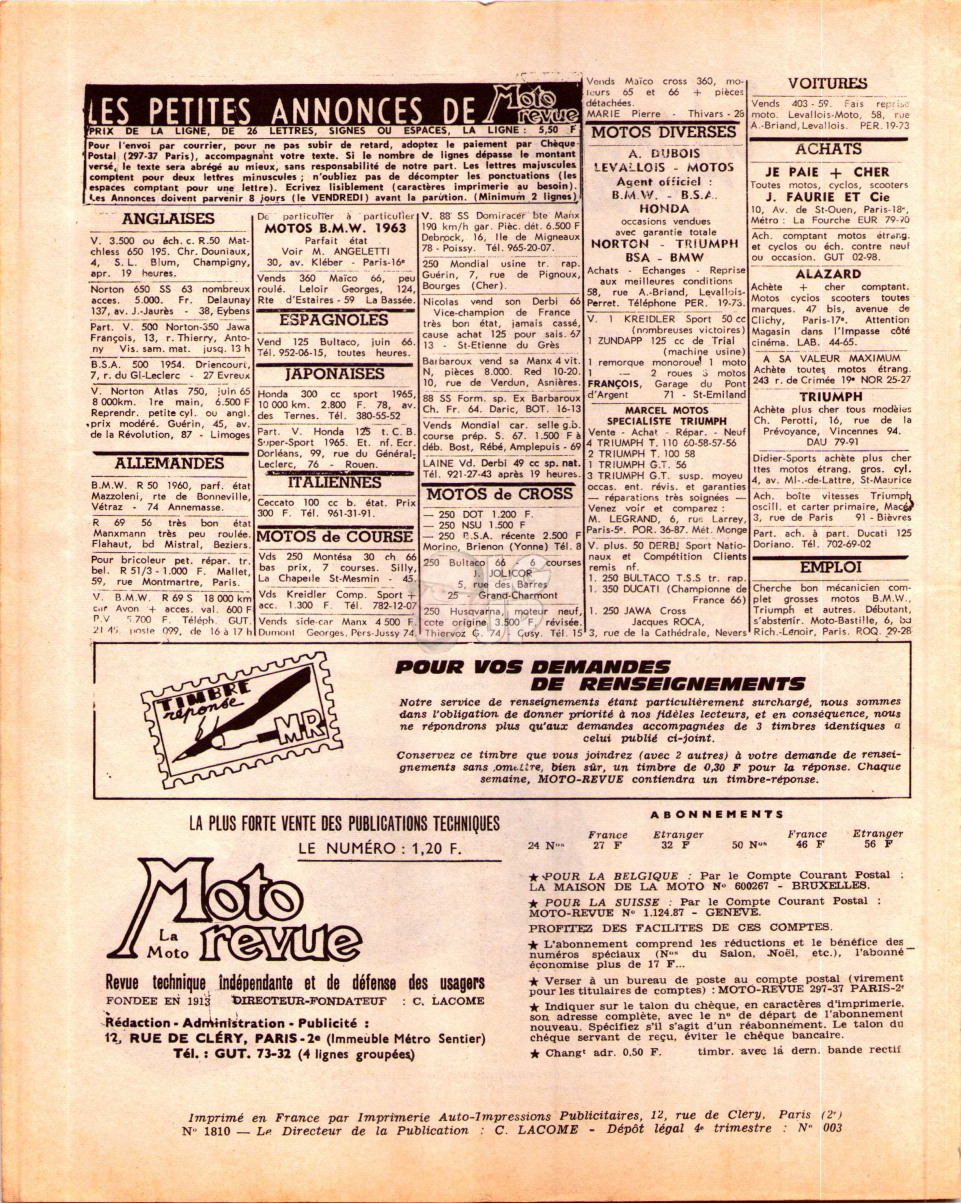 LES PETITES ANNONCES DE Moto revue
PRIX DE LA LIGNE, DE 26 LETTRES, SIGNES OU ESPACES, LA LIGNE : 5,50 F
Pour l'envoi par courrier, pour ne pas subir de retard, adoptez le paiement par Chèque-
Postal (297-37 Paris), accompagnant votre texte. Si le nombre de lignes dépasse le montant
versé, le texte sera abrégé au mieux, sans responsabilité de notre part. Les lettres majuscules
comptent pour deux lettres minuscules ; n'oubliez pas de décompter les ponctuations (les
espaces comptant pour une lettre). Ecrivez lisiblement (caractères imprimerie au besoin).
Les Annonces doivent parvenir 8 jours (le VENDREDI) avant la parution. (Minimum 2 lignes)
ANGLAISES
V. 3.500 ou éch. c. R.50 Mat-
chless 650 195. Chr. Douniaux,
4, S. L. Blum, Champigny,
apr. 19 heures.
Norton 650 SS 63 nombreux
acces. 5.000. Fr. Delaunay
137, av. J.-Jaurès - 38, Eybens
Part. V. 500 Norton-350 Jawa
François, 13, r. Thierry, Anto-
ny Vis. sam. mat. jusq. 13 h
B.S.A. 500 1954. Driencouri,
7, r. du Gl-Leclerc - 27 Evreux
V. Norton Atlas 750, juin 65
8 000km. 1re main, 6.500 F
Reprendr. petite cyl. ou angl.
prix modéré. Guérin, 45, av.
de la Révolution, 87 - Limoges
ALLEMANDES
B.M.W. R 50 1960, parf. état
Mazzoleni, rte de Bonneville,
Vétraz - 74 Annemasse.
R 69 56 très bon état
Manxmann très peu roulée.
Flahaut, bd Mistral, Beziers.
Pour bricoleur pet. répar. tr.
bel. R 51/3 - 1.000 F. Mallet,
59, rue Montmartre, Paris.
V. B.M.W. R 69 S 18 000 km
car Avon + acces. val. 600 F
P.V 5.700 F. Téléph. GUT.
21 45, poste 099, de 16 à 17 h
De particulier à particulier
MOTOS B.M.W. 1963
Parfait état
Voir M. ANGELETTI
30, av. Kléber - Paris-16e
Vends 360 Maïco 66, peu
roulé. Leloir Georges, 124,
Rte d'Estaires - 59 La Bassée.
ESPAGNOLES
Vend 125 Bultaco, juin 66.
Tél. 952-06-15, toutes heures.
JAPONAISES
Honda 300 cc sport 1965,
10 000 km. 2.800 F. 78, av.
des Ternes. Tél. 380-55-52
Part. V. Honda 125 t. C. B.
Super-Sport 1965. Et. nf. Ecr.
Dorléans, 99, rue du Général-
Leclerc, 76 - Rouen.
ITALIENNES
Ceccato 100 cc b. état. Prix
300 F. Tél. 961-31-91.
MOTOS de COURSE
Vds 250 Montésa 30 ch. 66
bas prix, 7 courses. Silly,
La Chapelle St-Mesmin - 45.
Vds Kreidler Comp. Sport +
acc. 1.300 F. Tél. 782-12-07
Vends side-car Manx 4 500 F.
Dumont Georges, Pers-Jussy 74.
V. 88 SS Domiracer bte Manx
190 km/h gar. Pièc. dét. 6.500 F
Debrock, 16, Ile de Migneaux
78 - Poissy. Tél. 965-20-07.
250 Mondial usine tr. rap.
Guérin, 7, rue de Pignoux,
Bourges (Cher).
Nicolas vend son Derbi 66
Vice-champion de France
très bon état, jamais cassé,
cause achat 125 pour sais. 67
13 - St-Etienne du Grès
Barbaroux vend sa Manx 4 vit.
N, pièces 8.000. Red 10-20.
10, rue de Verdun, Asnières.
88 SS Form. sp. Ex Barbaroux
Ch. Fr. 64. Daric, BOT. 16-13
Vends Mondial car. selle g.b.
course prép. S. 67. 1.500 F à
déb. Bost, Rébé, Amplepuis - 69
LAINE Vd. Derbi 49 cc sp. nat.
Tél. 921-27-43 après 19 heures.
MOTOS de CROSS
— 250 DOT 1.200 F.
— 250 NSU 1.500 F
— 250 B.S.A. récente 2.500 F
Morino, Brienon (Yonne) Tél. 8
250 Bultaco 66 6 courses
J. JOLICOR
5, rue des Barres
25 - Grand-Charmont
250 Husqvarna, moteur neuf,
cote origine 3.500 F, révisée.
Thiervoz G. 74, Cusy. Tél. 15
Vends Maïco cross 360, mo-
teurs 65 et 66 + pièces
détachées.
MARIE Pierre - Thivars - 28
MOTOS DIVERSES
A. DUBOIS
LEVALLOIS - MOTOS
Agent officiel :
B.M.W. - B.S.A.
HONDA
occasions vendues
avec garantie totale
NORTON - TRIUMPH
BSA - BMW
Achats - Echanges - Reprise
aux meilleures conditions
58, rue A.-Briand, Levallois-
Perret. Téléphone PER. 19-73.
V. 1 KREIDLER Sport 50 cc
(nombreuses victoires)
1 ZUNDAPP 125 cc de Trial
(machine usine)
1 remorque monoroue 1 moto
1 — 2 roues 3 motos
FRANÇOIS, Garage du Pont
d'Argent 71 - St-Emiland
MARCEL MOTOS
SPECIALISTE TRIUMPH
Vente - Achat - Répar. - Neuf
4 TRIUMPH T. 110 60-58-57-56
2 TRIUMPH T. 100 58
1 TRIUMPH G.T. 56
3 TRIUMPH G.T. susp. moyeu
occas. ent. révis. et garanties
— réparations très soignées —
Venez voir et comparez :
M. LEGRAND, 6, rue Larrey,
Paris-5e. POR. 36-87. Mét. Monge
V. plus. 50 DERBI Sport Natio-
naux et Compétition Clients
remis nf.
1. 250 BULTACO T.S.S tr. rap.
1. 350 DUCATI (Championne de
France 66)
1. 250 JAWA Cross
Jacques ROCA,
3, rue de la Cathédrale, Nevers
VOITURES
Vends 403 - 59. Fais reprise
moto. Levallois-Moto, 58, rue
A.-Briand, Levallois. PER. 19-73
ACHATS
JE PAIE + CHER
Toutes motos, cyclos, scooters
J. FAURIE ET Cie
10, Av. de St-Ouen, Paris-18e,
Métro : La Fourche EUR. 79-70
Ach. comptant motos étrang.
et cyclos ou éch. contre neuf
ou occasion. GUT 02-98.
ALAZARD
Achète + cher comptant.
Motos cyclos scooters toutes
marques. 47 bis, avenue de
Clichy, Paris-17e. Attention
Magasin dans l'Impasse côté
cinéma. LAB. 44-65.
A SA VALEUR MAXIMUM
Achète toutes motos étrang.
243 r. de Crimée 19e NOR 25-27
TRIUMPH
Achète plus cher tous modèles
Ch. Perotti, 16, rue de la
Prévoyance, Vincennes 94.
DAU 79-91
Didier-Sports achète plus cher
ttes motos étrang. gros. cyl.
4, av. Ml-de-Lattre, St-Maurice
Ach. boîte vitesses Triumph
oscill. et carter primaire, Macé
3, rue de Paris 91 - Bièvres
Part. ach. à part. Ducati 125
Doriano. Tél. 702-69-02
EMPLOI
Cherche bon mécanicien com-
plet grosses motos B.M.W.,
Triumph et autres. Débutant,
s'abstenir. Moto-Bastille, 6, bd
Rich.-Lenoir, Paris. ROQ. 29-28
TIMBRE
réponse
M.R.
POUR VOS DEMANDES
DE RENSEIGNEMENTS
Notre service de renseignements étant particulièrement surchargé, nous sommes
dans l'obligation de donner priorité à nos fidèles lecteurs, et en conséquence, nous
ne répondrons plus qu'aux demandes accompagnées de 3 timbres identiques a
celui publié ci-joint.
Conservez ce timbre que vous joindrez (avec 2 autres) à votre demande de rensei-
gnements sans omettre, bien sûr, un timbre de 0,30 F pour la réponse. Chaque
semaine, MOTO-REVUE contiendra un timbre-réponse.
LA PLUS FORTE VENTE DES PUBLICATIONS TECHNIQUES
LE NUMÉRO : 1,20 F.
La Moto
Moto revue
Revue technique indépendante et de défense des usagers
FONDEE EN 1913 DIRECTEUR-FONDATEUR : C. LACOME
Rédaction - Administration - Publicité :
12, RUE DE CLÉRY, PARIS - 2e (Immeuble Métro Sentier)
Tél. : GUT. 73-32 (4 lignes groupées)
ABONNEMENTS
France Etranger France Etranger
24 Nos 27 F 32 F 50 Nos 46 F 56 F
★ POUR LA BELGIQUE : Par le Compte Courant Postal :
LA MAISON DE LA MOTO No 600267 - BRUXELLES.
★ POUR LA SUISSE : Par le Compte Courant Postal :
MOTO-REVUE No 1.124.87 - GENEVE.
PROFITEZ DES FACILITES DE CES COMPTES.
★ L'abonnement comprend les réductions et le bénéfice des
numéros spéciaux (Nos du Salon, Noël, etc.), l'abonné
économise plus de 17 F...
★ Verser à un bureau de poste au compte postal (virement
pour les titulaires de comptes) : MOTO-REVUE 297-37 PARIS-2e
★ Indiquer sur le talon du chèque, en caractères d'imprimerie,
son adresse complète, avec le no de départ de l'abonnement
nouveau. Spécifiez s'il s'agit d'un réabonnement. Le talon du
chèque servant de reçu, éviter le chèque bancaire.
★ Changt adr. 0,50 F. timbr. avec la dern. bande rectif
Imprimé en France par Imprimerie Auto-Impressions Publicitaires, 12, rue de Clery, Paris (2e)
No 1810 — Le Directeur de la Publication : C. LACOME - Dépôt légal 4e trimestre : No 003